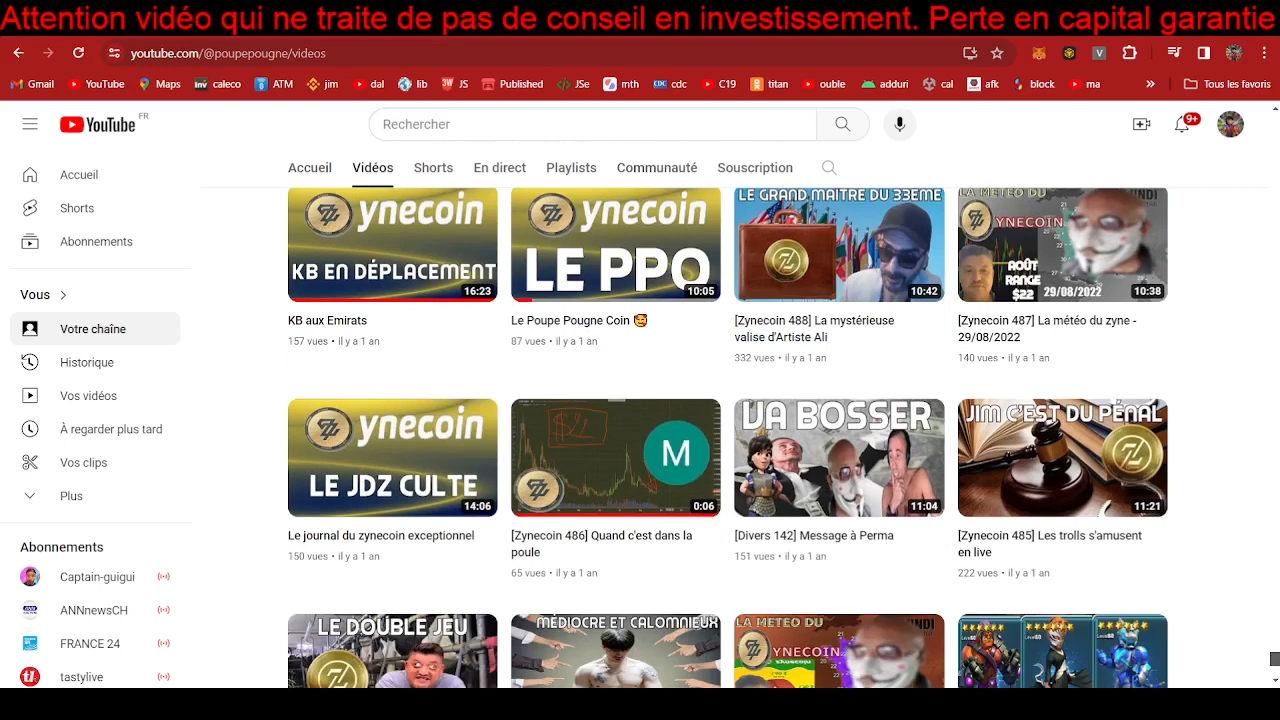 Attention vidéo qui ne traite de pas de conseil en investissement. Perte en capital garantie
youtube.com/@poupepougne/videos
Gmail YouTube Maps caleco ATM jim dal lib JS Published JSe mth cdc C19 titan ouble adduri cal afk block ma » Tous les favoris
YouTube FR
Rechercher
9+
Accueil Vidéos Shorts En direct Playlists Communauté Souscription
Accueil
Shorts
Abonnements
Vous
Votre chaîne
Historique
Vos vidéos
À regarder plus tard
Vos clips
Plus
Abonnements
Captain-guigui
ANNnewsCH
FRANCE 24
tastylive
ynecoin
KB EN DÉPLACEMENT
16:23
KB aux Emirats
157 vues • il y a 1 an
ynecoin
LE PPO
10:05
Le Poupe Pougne Coin 🥰
87 vues • il y a 1 an
LE GRAND MAITRE DU 33EME
10:42
[Zynecoin 488] La mystérieuse
valise d'Artiste Ali
332 vues • il y a 1 an
LA METEO DU
YNECOIN
AOÛT
RANGE
$22
29/08/2022
10:38
[Zynecoin 487] La météo du zyne -
29/08/2022
140 vues • il y a 1 an
ynecoin
LE JDZ CULTE
14:06
Le journal du zynecoin exceptionnel
150 vues • il y a 1 an
M
0:06
[Zynecoin 486] Quand c'est dans la
poule
65 vues • il y a 1 an
VA BOSSER
11:04
[Divers 142] Message à Perma
151 vues • il y a 1 an
JIM C'EST DU PÉNAL
11:21
[Zynecoin 485] Les trolls s'amusent
en live
222 vues • il y a 1 an
LE DOUBLE JEU
MÉDIOCRE ET CALOMNIEUX
LA METEO DU
YNECOIN